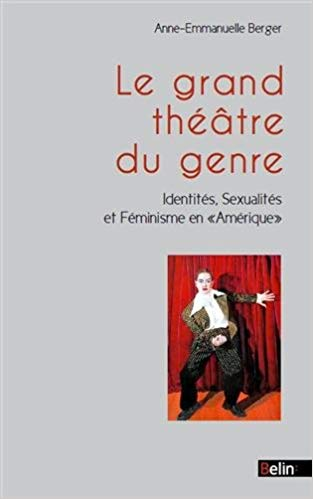 Anne-Emmanuelle Berger
Le grand
théâtre
du genre
Identités, Sexualités
et Féminisme en «Amérique»
Belin: